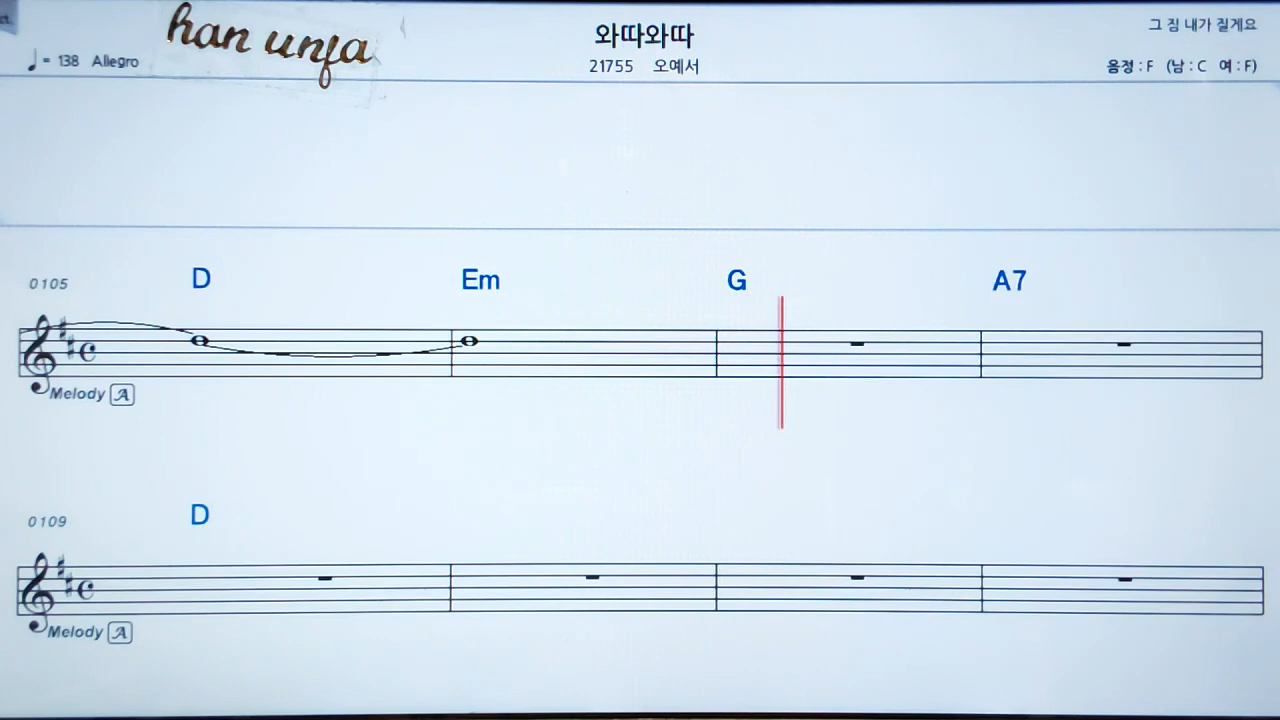 han unja
와따와따
그 짐 내가 질게요
♩= 138 Allegro
21755 오예서
음정 : F (남 : C 여 : F)
0105 D Em G A7
Melody A
0109 D
Melody A